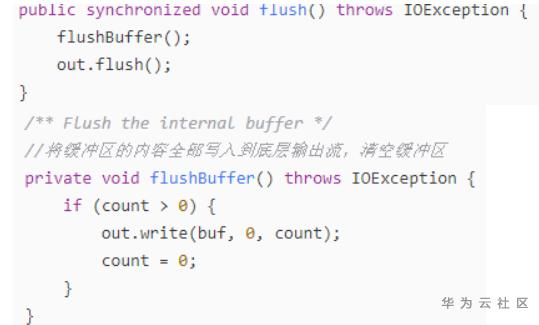 public synchronized void flush() throws IOException {
    flushBuffer();
    out.flush();
}
/** Flush the internal buffer */
//将缓冲区的内容全部写入到底层输出流，清空缓冲区
private void flushBuffer() throws IOException {
    if (count > 0) {
        out.write(buf, 0, count);
        count = 0;
    }
}
华为云社区